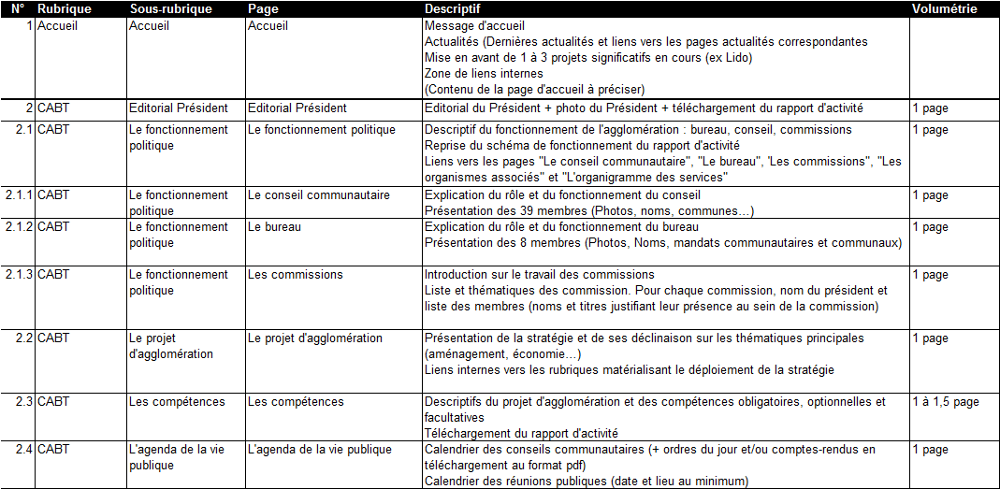 N° Rubrique Sous-rubrique Page Descriptif Volumétrie
1 Accueil Accueil Accueil Message d'accueil
Actualités (Dernières actualités et liens vers les pages actualités correspondantes
Mise en avant de 1 à 3 projets significatifs en cours (ex Lido)
Zone de liens internes
(Contenu de la page d'accueil à préciser)
2 CABT Editorial Président Editorial Président Editorial du Président + photo du Président + téléchargement du rapport d'activité 1 page
2.1 CABT Le fonctionnement Le fonctionnement politique Descriptif du fonctionnement de l'agglomération : bureau, conseil, commissions 1 page
politique Reprise du schéma de fonctionnement du rapport d'activité
Liens vers les pages "Le conseil communautaire", "Le bureau", 'Les commissions", "Les
organismes associés" et "L'organigramme des services"
2.1.1 CABT Le fonctionnement Le conseil communautaire Explication du rôle et du fonctionnement du conseil 1 page
politique Présentation des 39 membres (Photos, noms, communes...)
2.1.2 CABT Le fonctionnement Le bureau Explication du rôle et du fonctionnement du bureau 1 page
politique Présentation des 8 membres (Photos, Noms, mandats communautaires et communaux)
2.1.3 CABT Le fonctionnement Les commissions Introduction sur le travail des commissions 1 page
politique Liste et thématiques des commission. Pour chaque commission, nom du président et
liste des membres (noms et titres justifiant leur présence au sein de la commission)
2.2 CABT Le projet Le projet d'agglomération Présentation de la stratégie et de ses déclinaison sur les thématiques principales 1 page
d'agglomération (aménagement, économie...)
Liens internes vers les rubriques matérialisant le déploiement de la stratégie
2.3 CABT Les compétences Les compétences Descriptifs du projet d'agglomération et des compétences obligatoires, optionnelles et 1 à 1,5 page
facultatives
Téléchargement du rapport d'activité
2.4 CABT L'agenda de la vie L'agenda de la vie publique Calendrier des conseils communautaires (+ ordres du jour et/ou comptes-rendus en 1 page
publique téléchargement au format pdf)
Calendrier des réunions publiques (date et lieu au minimum)